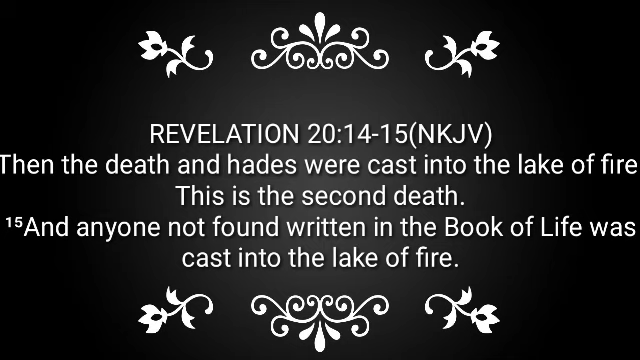 REVELATION 20:14-15(NKJV)
Then the death and hades were cast into the lake of fire
This is the second death.
¹⁵And anyone not found written in the Book of Life was
cast into the lake of fire.